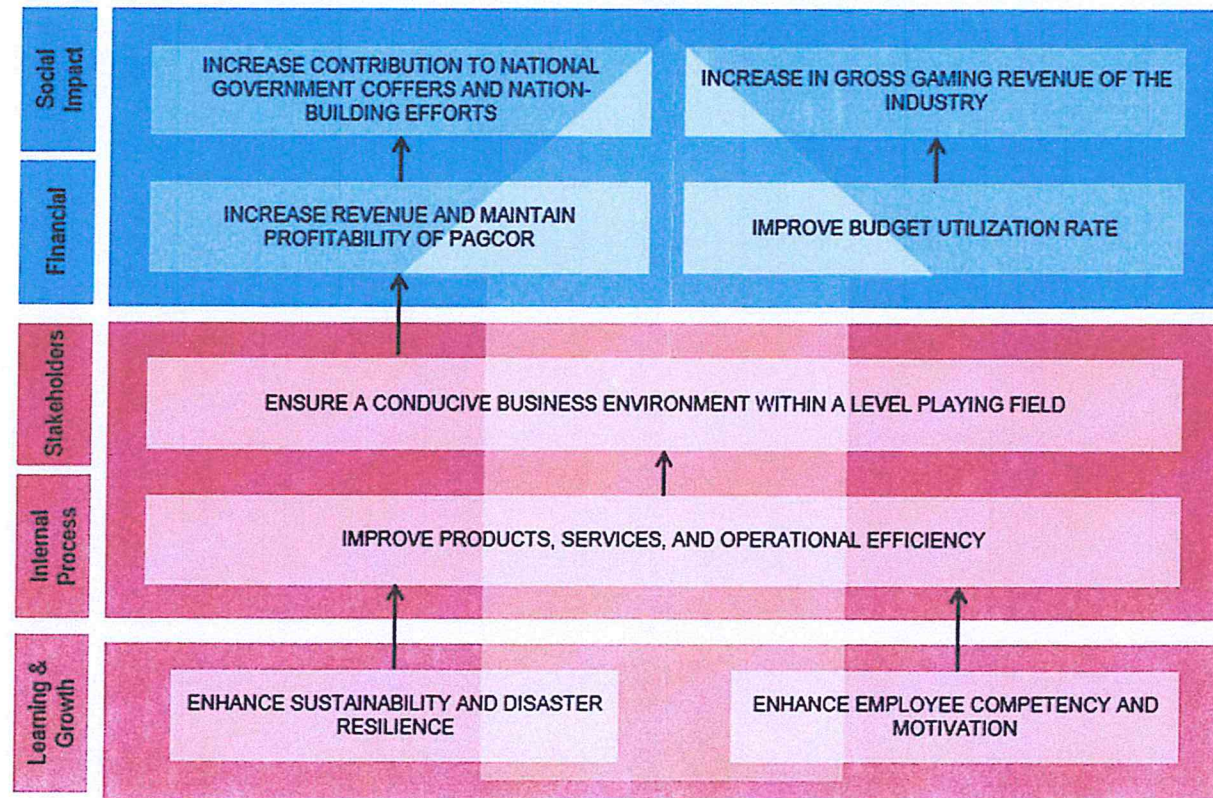 Social
Impact
INCREASE CONTRIBUTION TO NATIONAL
GOVERNMENT COFFERS AND NATION-
BUILDING EFFORTS
INCREASE IN GROSS GAMING REVENUE OF THE
INDUSTRY
Financial
INCREASE REVENUE AND MAINTAIN
PROFITABILITY OF PAGCOR
IMPROVE BUDGET UTILIZATION RATE
Stakeholders
ENSURE A CONDUCIVE BUSINESS ENVIRONMENT WITHIN A LEVEL PLAYING FIELD
Internal
Process
IMPROVE PRODUCTS, SERVICES, AND OPERATIONAL EFFICIENCY
Learning &
Growth
ENHANCE SUSTAINABILITY AND DISASTER
RESILIENCE
ENHANCE EMPLOYEE COMPETENCY AND
MOTIVATION